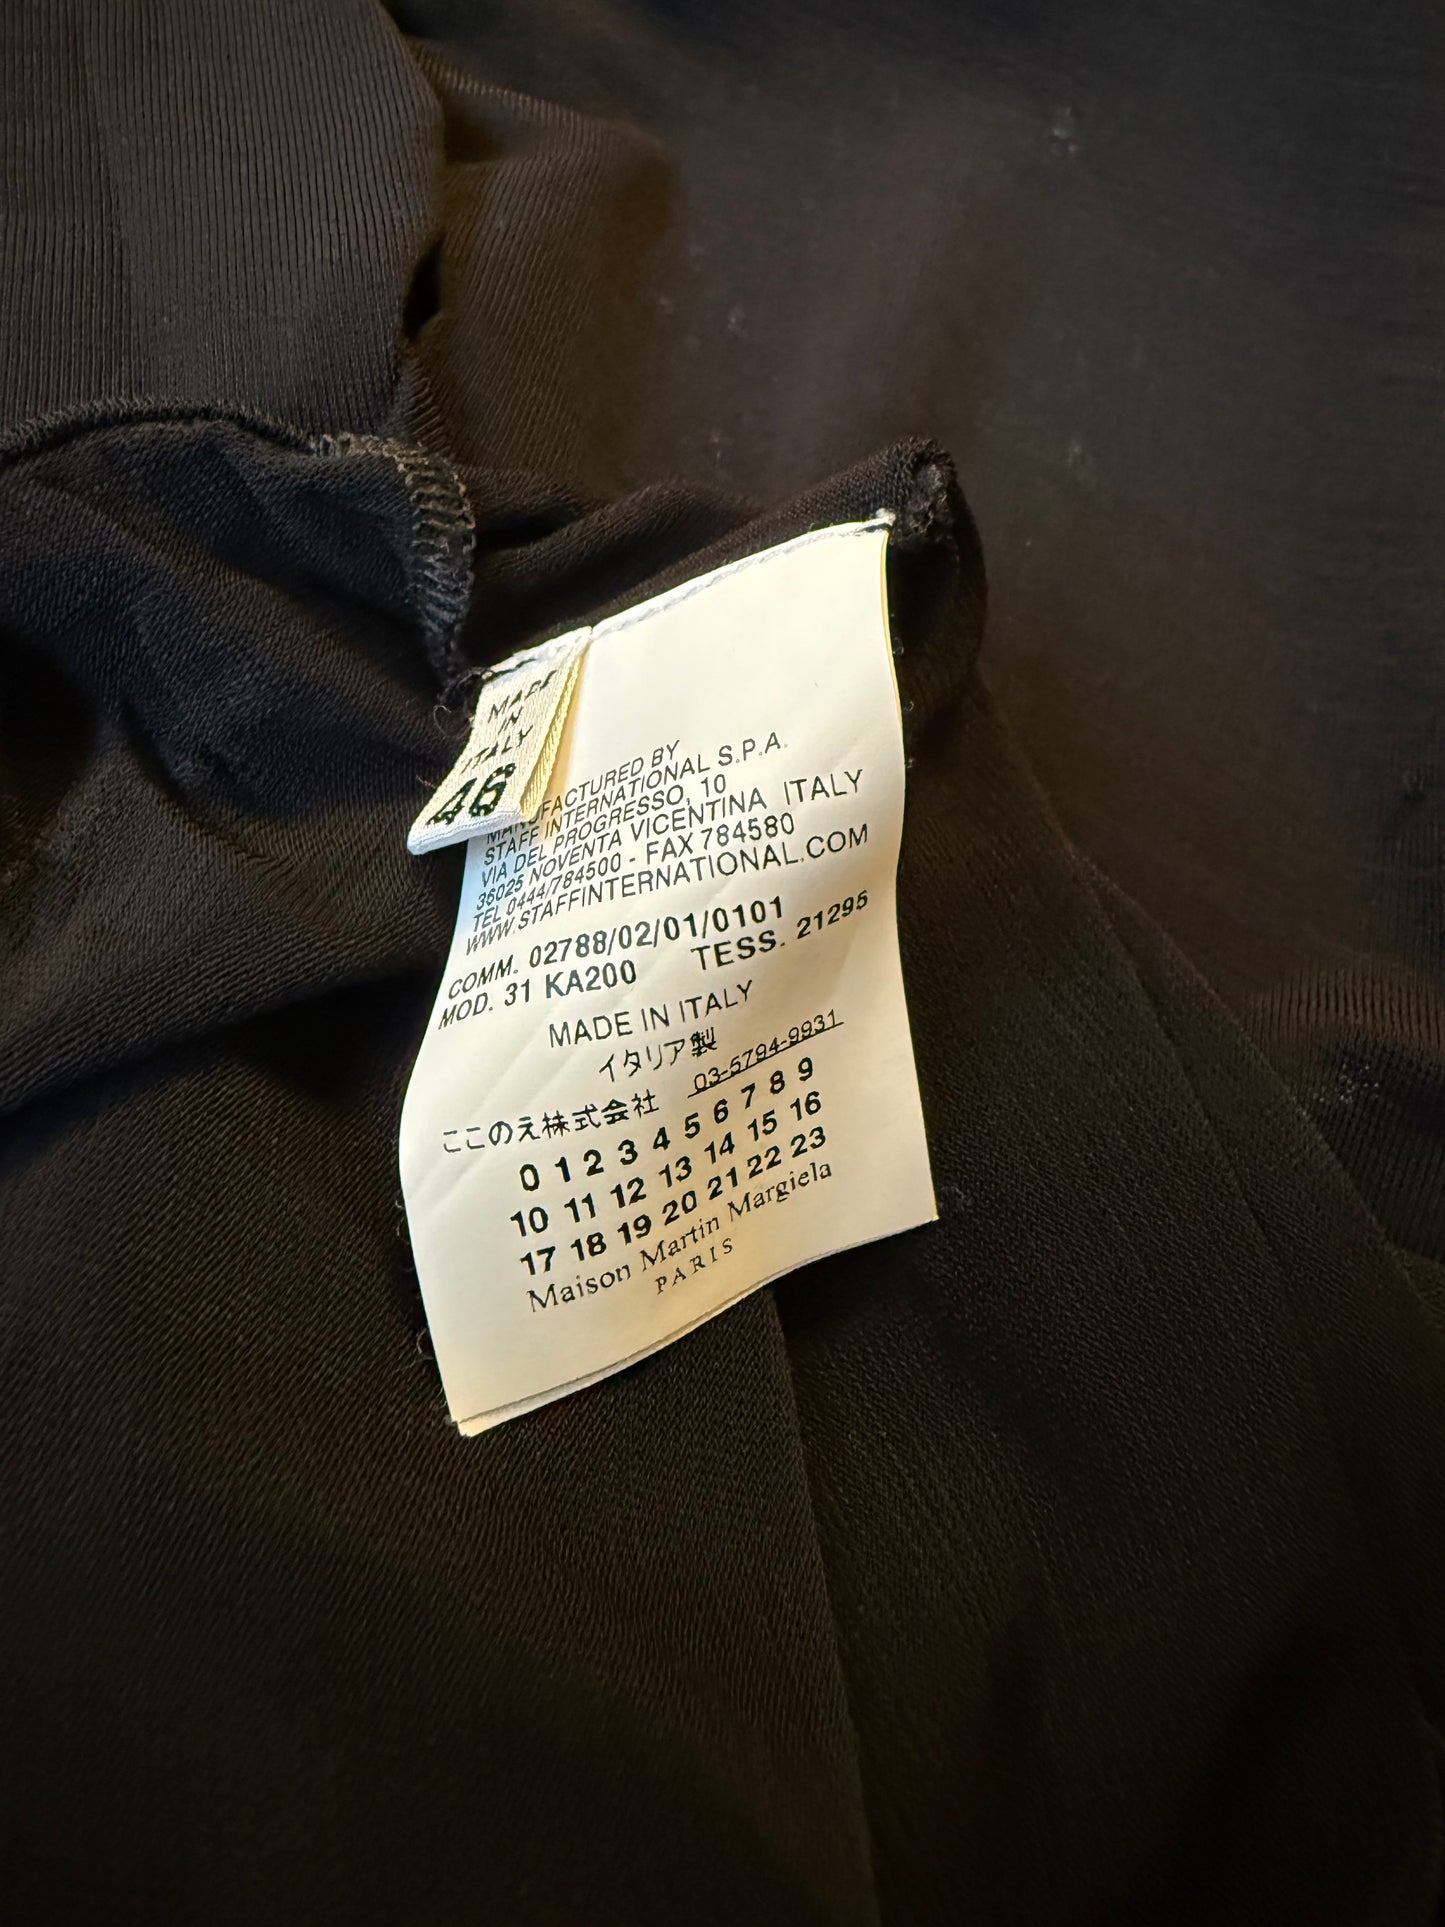 MADE
IN
ITALY
46
MANUFACTURED BY
STAFF INTERNATIONAL S.P.A.
VIA DEL PROGRESSO, 10
36025 NOVENTA VICENTINA ITALY
TEL 0444/784500 - FAX 784580
WWW.STAFFINTERNATIONAL.COM
COMM. 02788/02/01/0101
MOD. 31 KA200 TESS. 21295
MADE IN ITALY
イタリア製
ここのえ株式会社 03-5794-9931
0 1 2 3 4 5 6 7 8 9
10 11 12 13 14 15 16
17 18 19 20 21 22 23
Maison Martin Margiela
PARIS